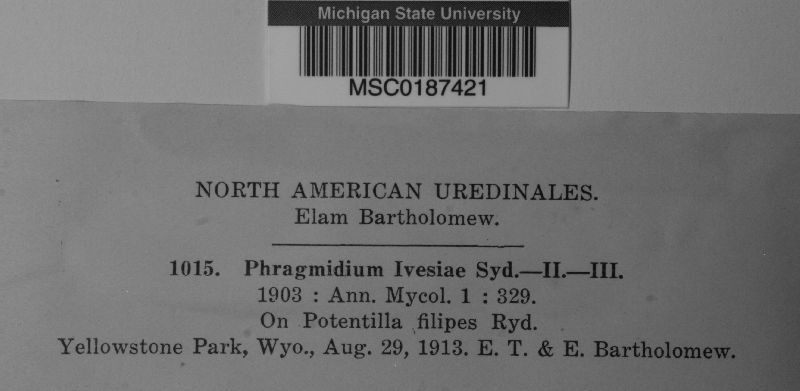 Michigan State University
MSC0187421
NORTH AMERICAN UREDINALES.
Elam Bartholomew.
1015. Phragmidium Ivesiae Syd.—II.—III.
1903 : Ann. Mycol. 1 : 329.
On Potentilla filipes Ryd.
Yellowstone Park, Wyo., Aug. 29, 1913. E. T. & E. Bartholomew.